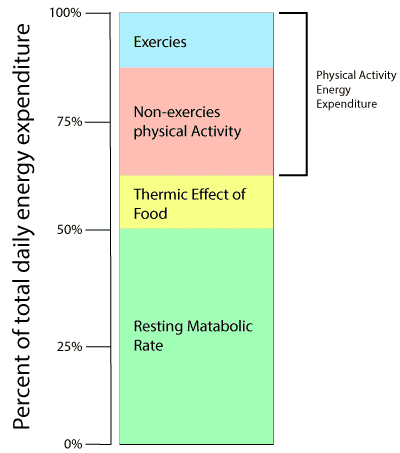 Percent of total daily energy expenditure
100%
75%
50%
25%
0%
Exercies
Non-exercies
physical Activity
Thermic Effect of
Food
Resting Matabolic
Rate
Physical Activity
Energy
Expenditure